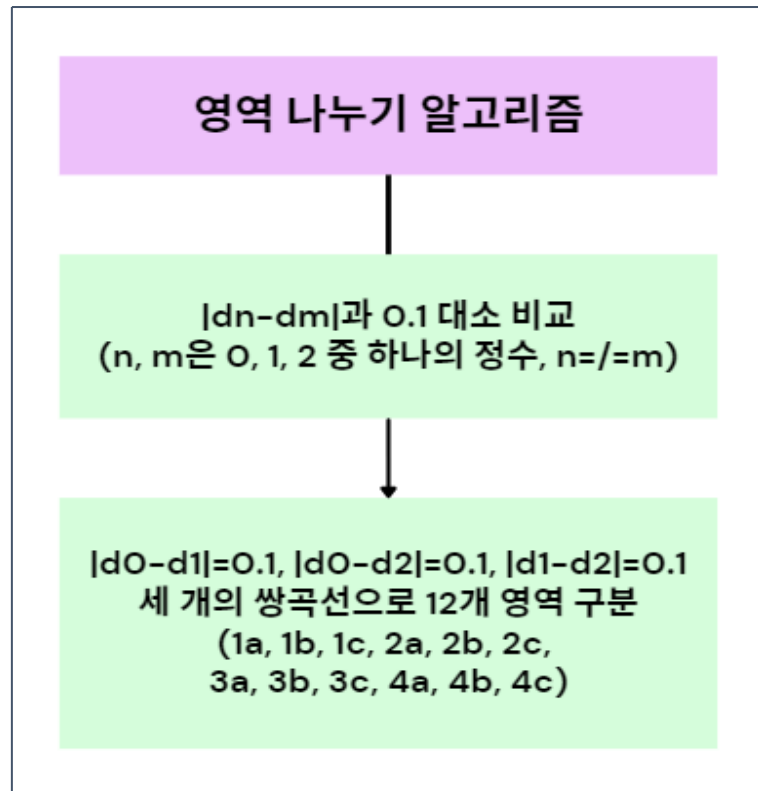 영역 나누기 알고리즘
|dn-dm|과 0.1 대소 비교
(n, m은 0, 1, 2 중 하나의 정수, n=/=m)
|d0-d1|=0.1, |d0-d2|=0.1, |d1-d2|=0.1
세 개의 쌍곡선으로 12개 영역 구분
(1a, 1b, 1c, 2a, 2b, 2c,
3a, 3b, 3c, 4a, 4b, 4c)